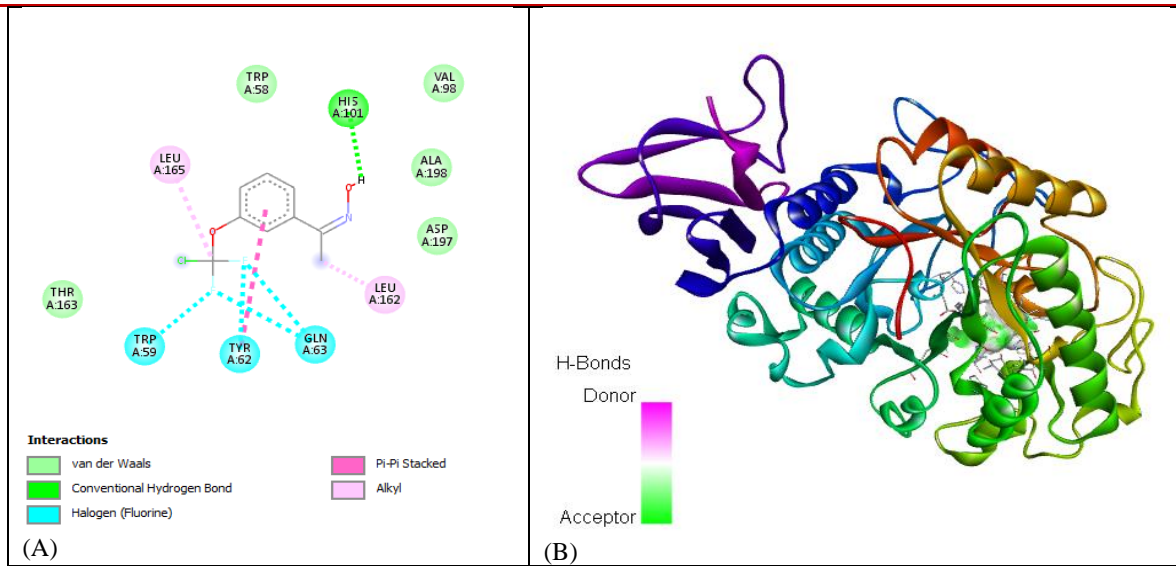 TRP
A:58
VAL
A:98
HIS
A:101
LEU
A:165
ALA
A:198
H
O
N
ASP
A:197
O
Cl
F
F
LEU
A:162
THR
A:163
TRP
A:59
TYR
A:62
GLN
A:63
Interactions
van der Waals
Conventional Hydrogen Bond
Halogen (Fluorine)
Pi-Pi Stacked
Alkyl
(A)
H-Bonds
Donor
Acceptor
(B)